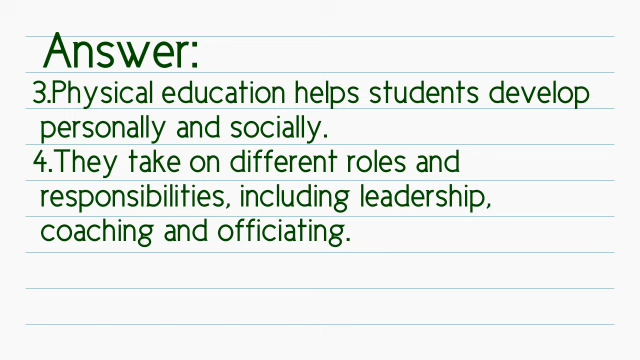 Answer:
3.Physical education helps students develop
personally and socially.
4.They take on different roles and
responsibilities, including leadership,
coaching and officiating.